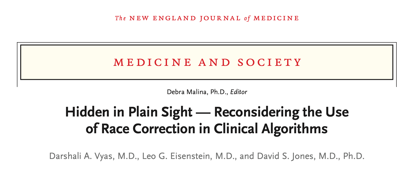 The NEW ENGLAND JOURNAL of MEDICINE
MEDICINE AND SOCIETY
Debra Malina, Ph.D., Editor
Hidden in Plain Sight — Reconsidering the Use
of Race Correction in Clinical Algorithms
Darshali A. Vyas, M.D., Leo G. Eisenstein, M.D., and David S. Jones, M.D., Ph.D.